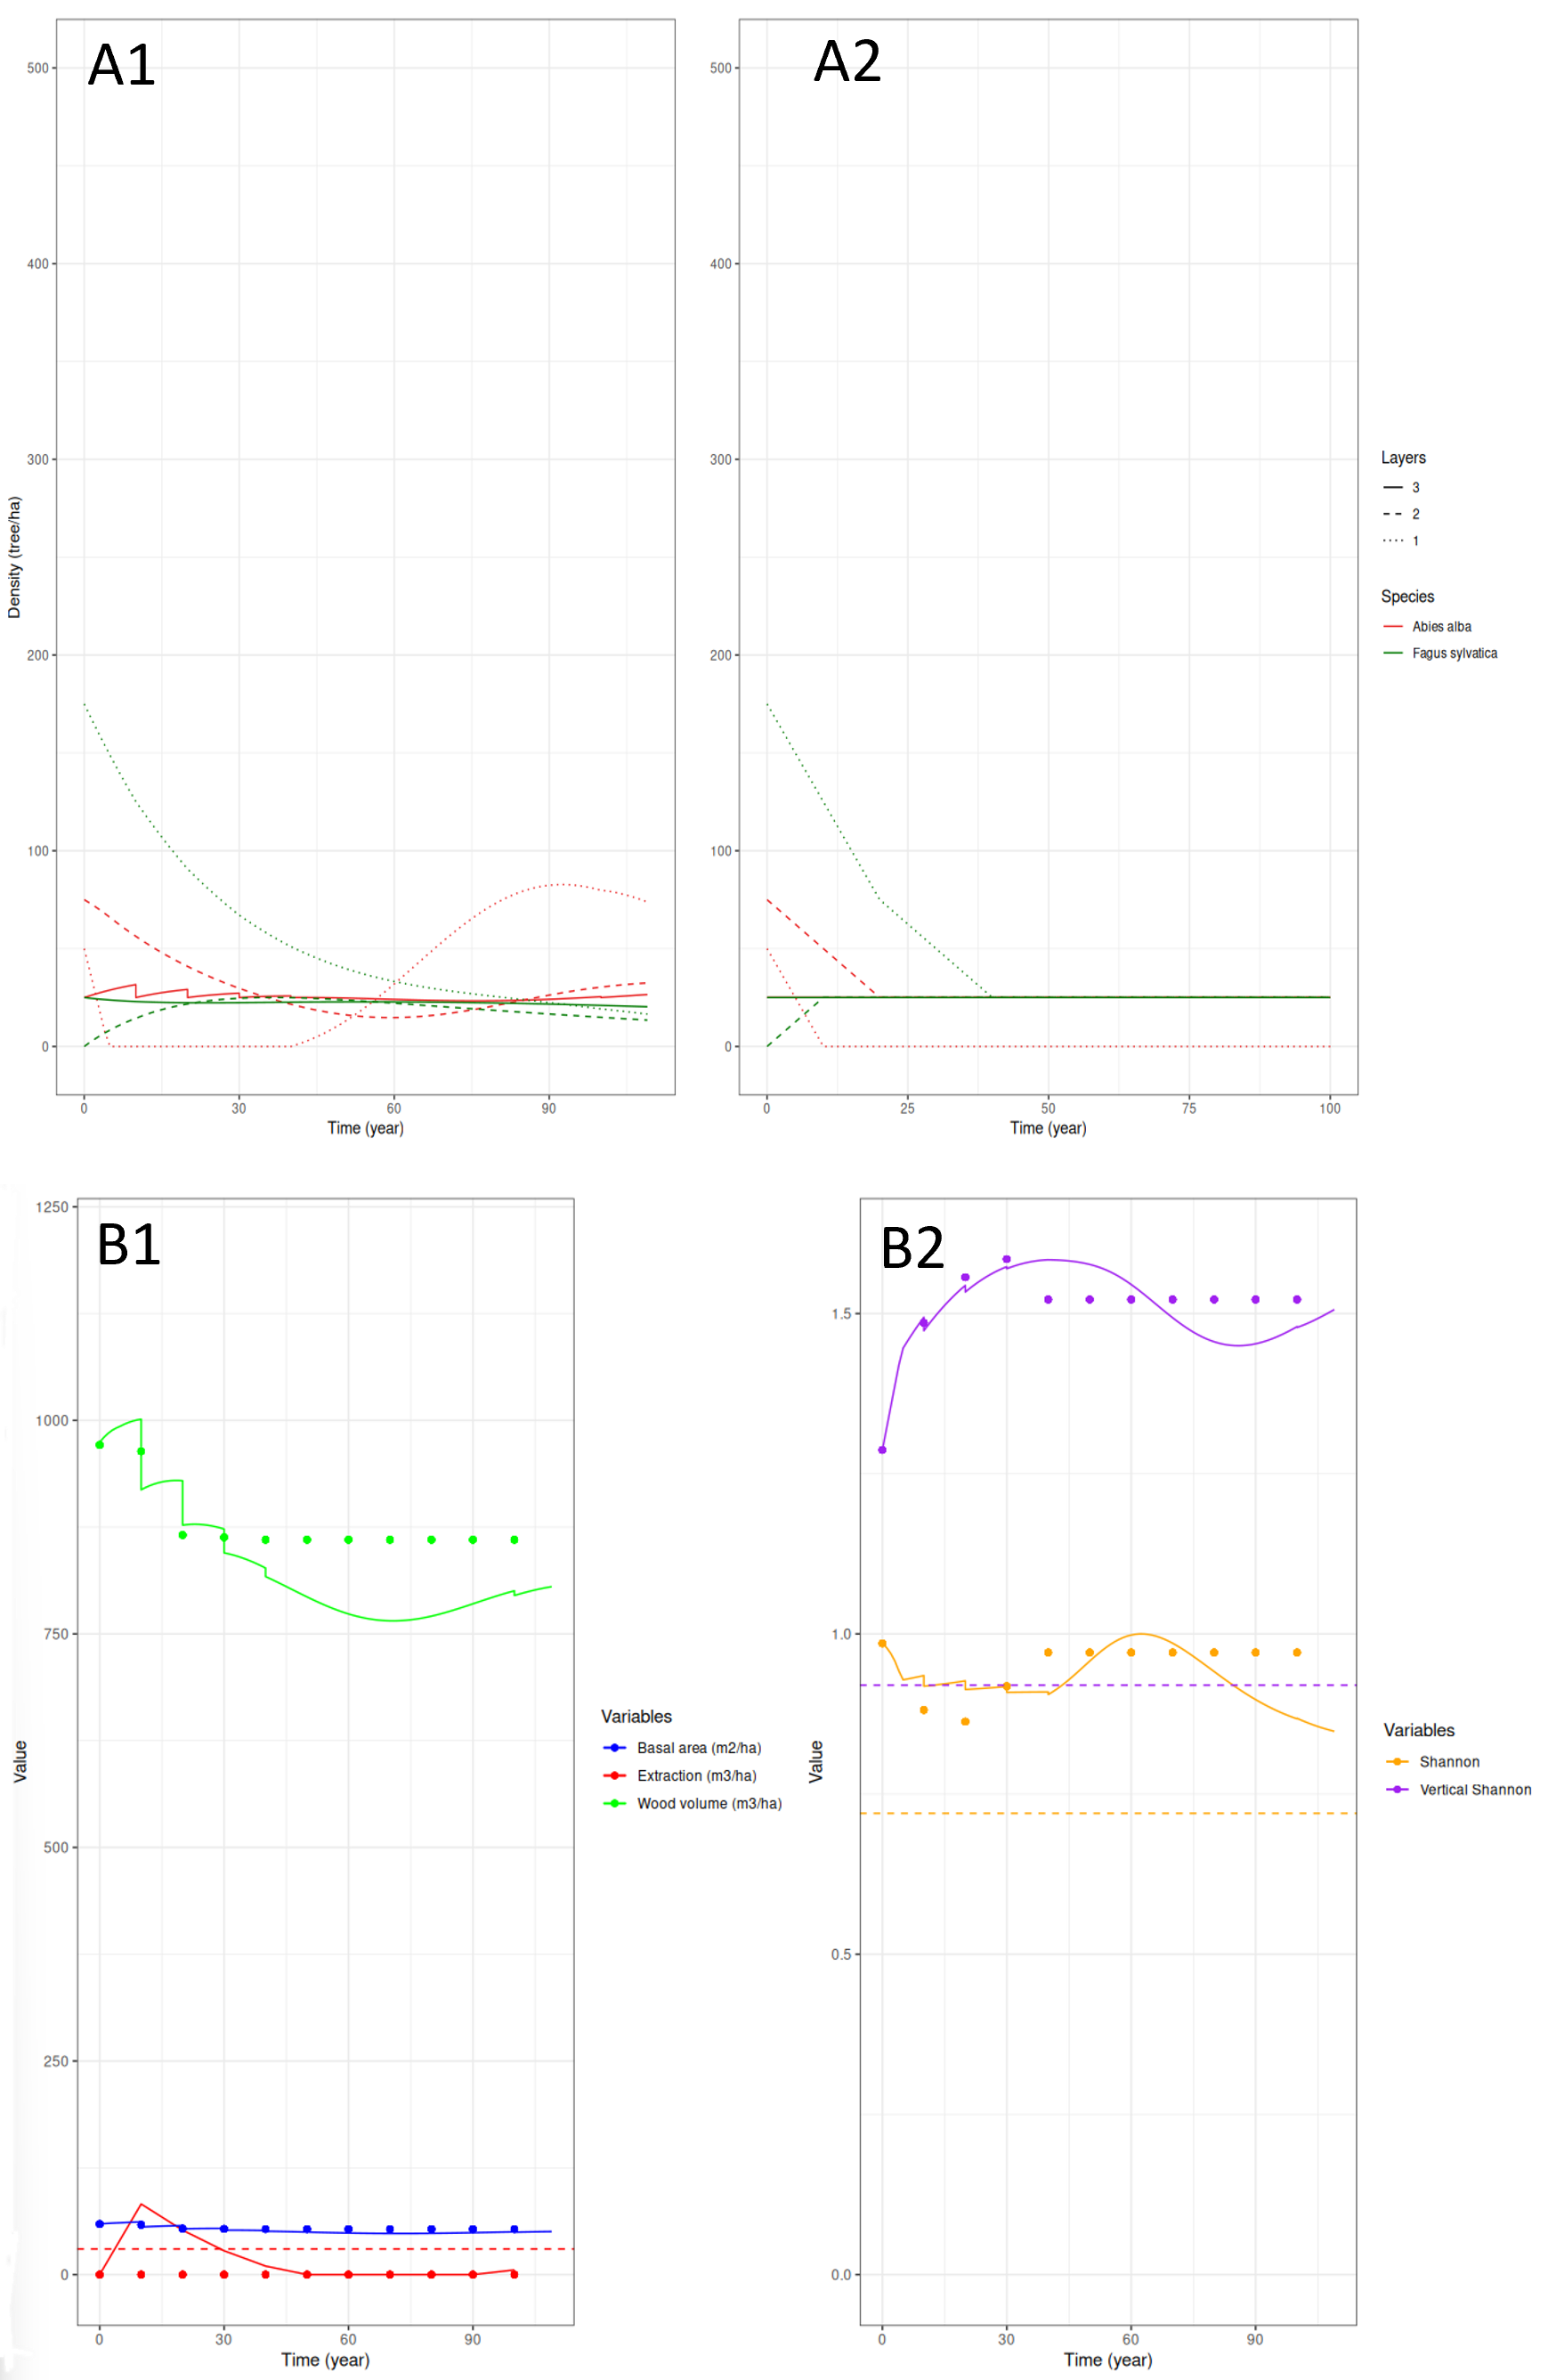 A1
A2
500
400
300
200
100
0
Density (tree/ha)
0 30 60 90
Time (year)
500
400
300
200
100
0
0 25 50 75 100
Time (year)
Layers
3
2
1
Species
Abies alba
Fagus sylvatica
B1
1250
1000
750
500
250
0
Value
0 30 60 90
Time (year)
Variables
Basal area (m2/ha)
Extraction (m3/ha)
Wood volume (m3/ha)
B2
1.5
1.0
0.5
0.0
Value
0 30 60 90
Time (year)
Variables
Shannon
Vertical Shannon